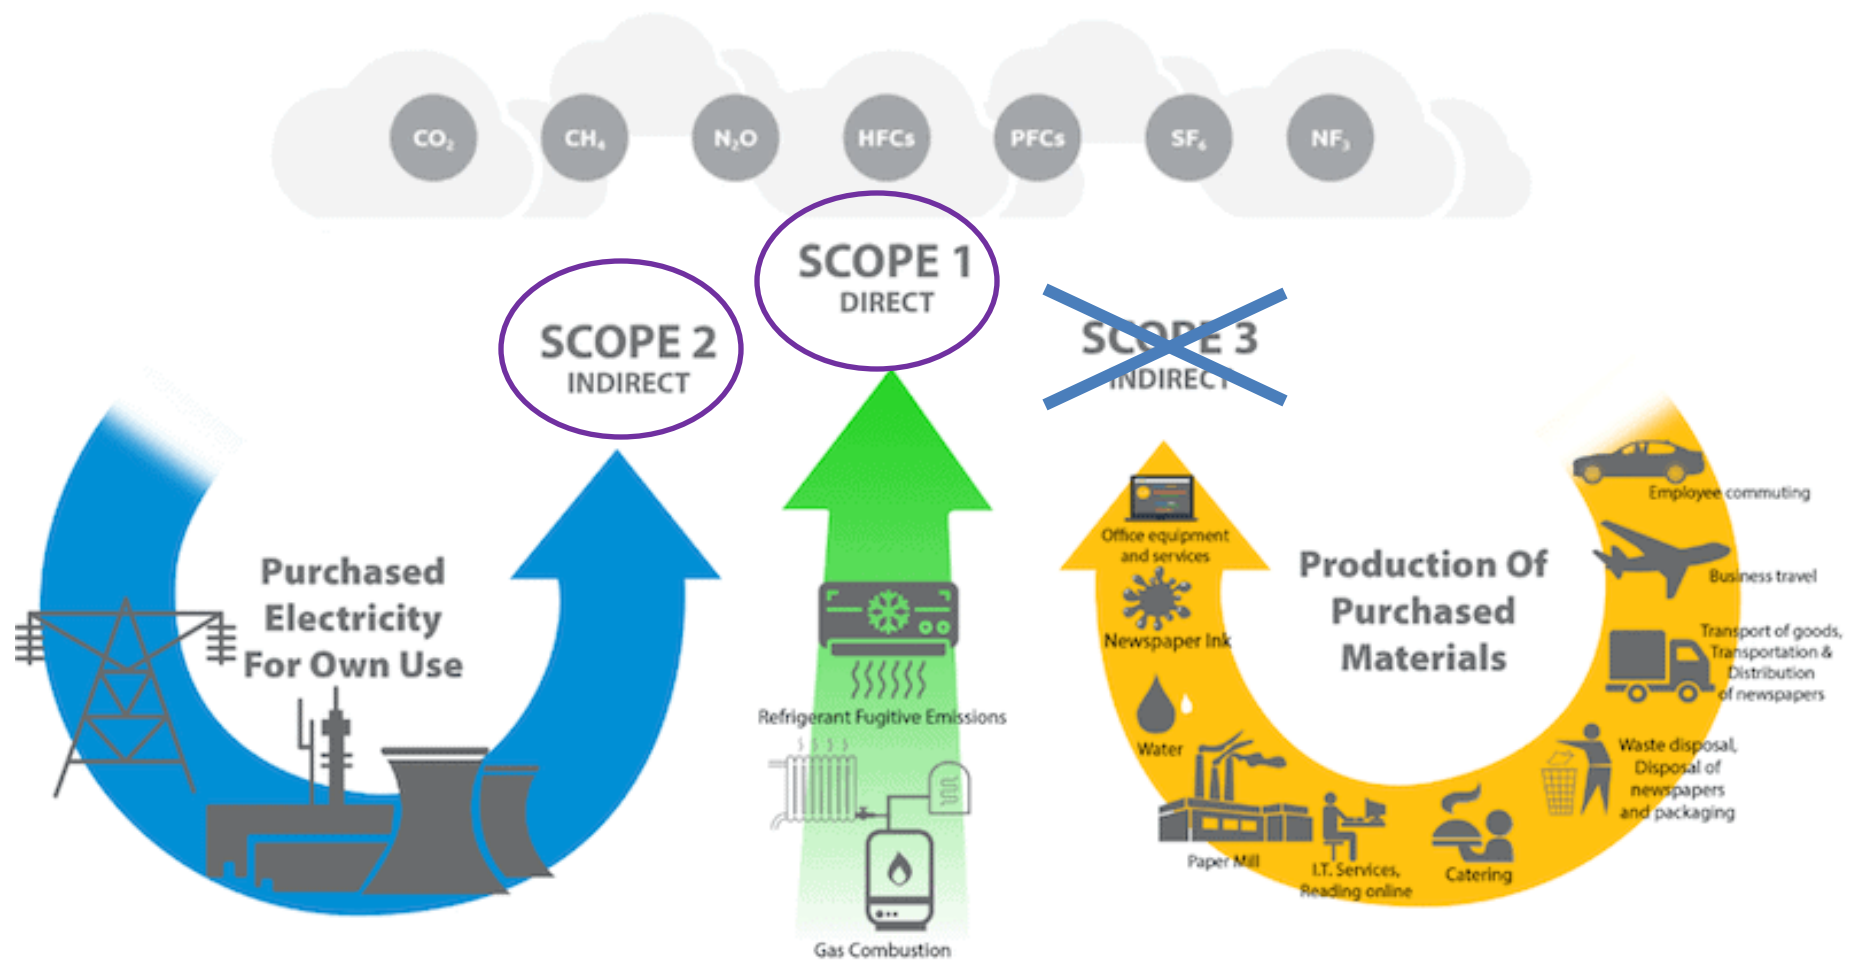 CO₂
CH₄
N₂O
HFCs
PFCs
SF₆
NF₃
SCOPE 1
DIRECT
SCOPE 2
INDIRECT
SCOPE 3
INDIRECT
Purchased
Electricity
For Own Use
Refrigerant Fugitive Emissions
Gas Combustion
Production Of
Purchased
Materials
Office equipment
and services
Newspaper Ink
Water
Paper Mill
I.T. Services,
Reading online
Catering
Waste disposal,
Disposal of
newspapers
and packaging
Transport of goods,
Transportation &
Distribution
of newspapers
Business travel
Employee commuting